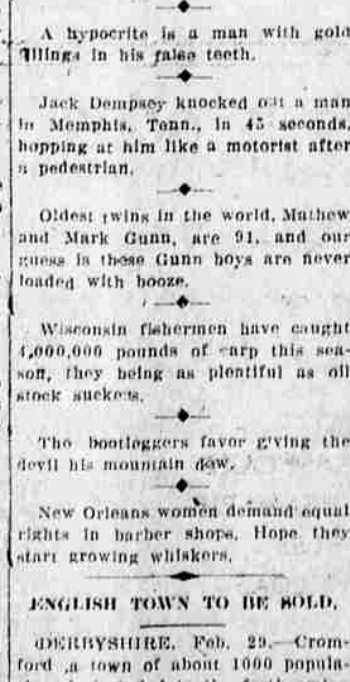 A hypocrite is a man with gold
fillings in his false teeth.
Jack Dempsey knocked out a man
in Memphis, Tenn., in 45 seconds,
hopping at him like a motorist after
a pedestrian.
Oldest twins in the world, Mathew
and Mark Gunn, are 91, and our
guess is these Gunn boys are never
loaded with booze.
Wisconsin fishermen have caught
4,000,000 pounds of carp this sea-
son, they being as plentiful as oil
stock suckers.
The bootleggers favor giving the
devil his mountain dew.
New Orleans women demand equal
rights in barber shops. Hope they
start growing whiskers.
ENGLISH TOWN TO BE SOLD.
DERBYSHIRE, Feb. 29.—Crom-
ford ,a town of about 1000 popula-